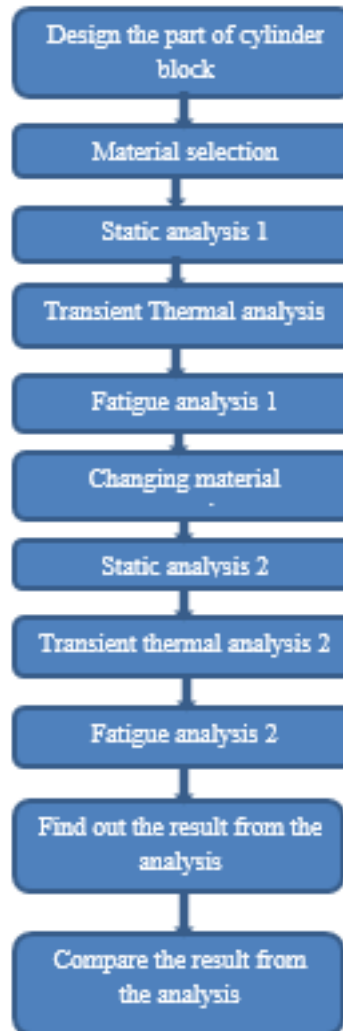 Design the part of cylinder
block
Material selection
Static analysis 1
Transient Thermal analysis
Fatigue analysis 1
Changing material
Static analysis 2
Transient thermal analysis 2
Fatigue analysis 2
Find out the result from the
analysis
Compare the result from
the analysis